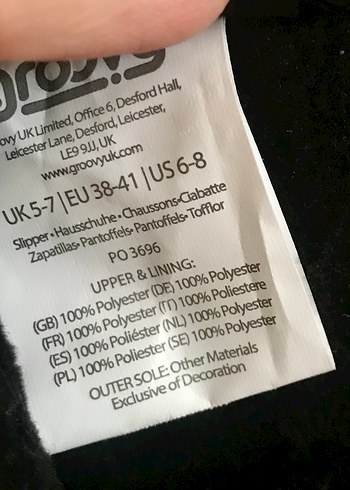 groovy
ovy UK Limited, Office 6, Desford Hall,
Leicester Lane, Desford, Leicester,
LE9 9JJ, UK
www.groovyuk.com
UK 5-7 | EU 38-41 | US 6-8
Slipper•Hausschuhe•Chaussons•Ciabatte
Zapatillas•Pantoffels•Pantoffels•Tofflor
PO 3696
UPPER & LINING:
(GB) 100% Polyester (DE) 100% Polyester
(FR) 100% Polyester (IT) 100% Poliestere
(ES) 100% Poliéster (NL) 100% Polyester
(PL) 100% Poliester (SE) 100% Polyester
OUTER SOLE: Other Materials
Exclusive of Decoration